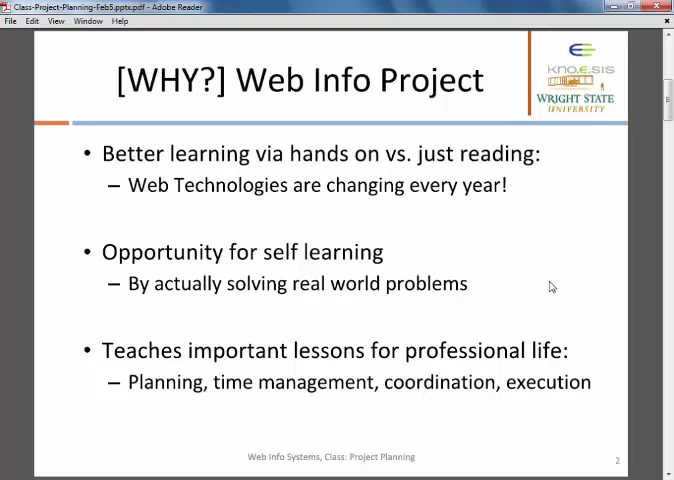 Class-Project-Planning-Feb5.pptx.pdf - Adobe Reader
File Edit View Window Help
[WHY?] Web Info Project
kno.e.sis
WRIGHT STATE
UNIVERSITY
• Better learning via hands on vs. just reading:
– Web Technologies are changing every year!
• Opportunity for self learning
– By actually solving real world problems
• Teaches important lessons for professional life:
– Planning, time management, coordination, execution
Web Info Systems, Class: Project Planning
2